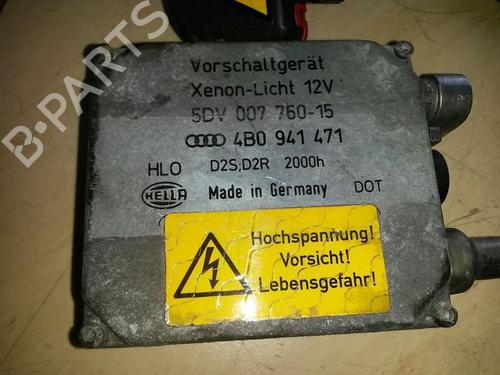 B-PARTS
Vorschaltgerät
Xenon-Licht 12V
5DV 007 760-15
4B0 941 471
HLO D2S;D2R 2000h
HELLA Made in Germany DOT
Hochspannung!
Vorsicht!
Lebensgefahr!